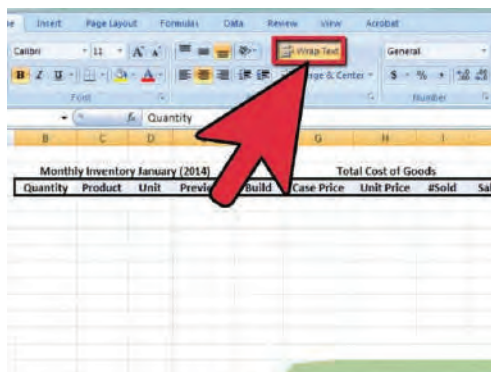 Insert Page Layout Formulas Data Review View Acrobat
Calibri 11 A A Wrap Text General
B I U A & Center $ % ,
Font Number
fx Quantity
B C D G H I
Monthly Inventory January (2014) Total Cost of Goods
Quantity Product Unit Build Case Price Unit Price #Sold